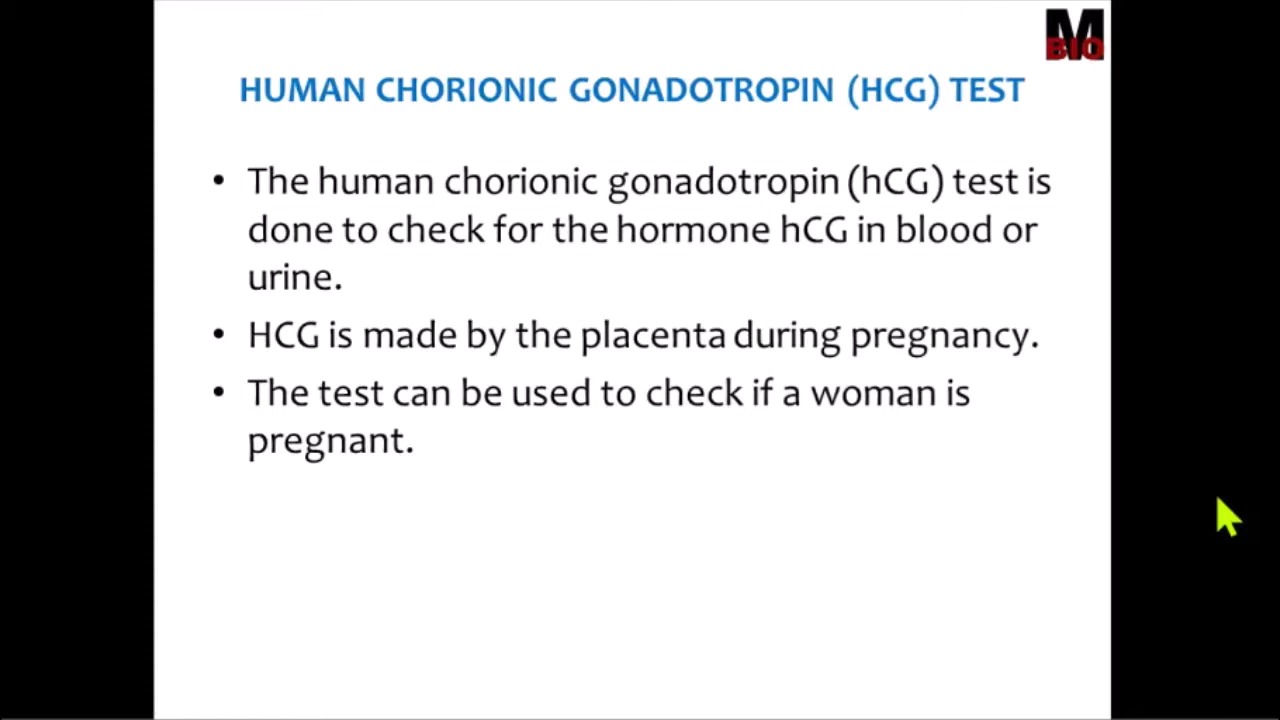 M
BIO
HUMAN CHORIONIC GONADOTROPIN (HCG) TEST
• The human chorionic gonadotropin (hCG) test is
done to check for the hormone hCG in blood or
urine.
• HCG is made by the placenta during pregnancy.
• The test can be used to check if a woman is
pregnant.